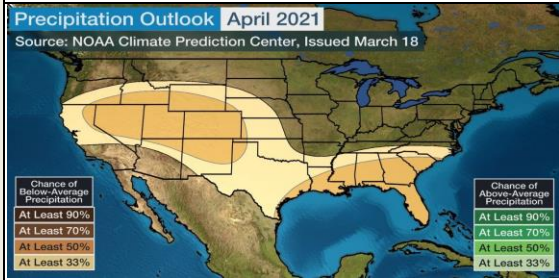 Precipitation Outlook April 2021
Source: NOAA Climate Prediction Center, Issued March 18
Chance of
Below-Average
Precipitation
At Least 90%
At Least 70%
At Least 50%
At Least 33%
Chance of
Above-Average
Precipitation
At Least 90%
At Least 70%
At Least 50%
At Least 33%